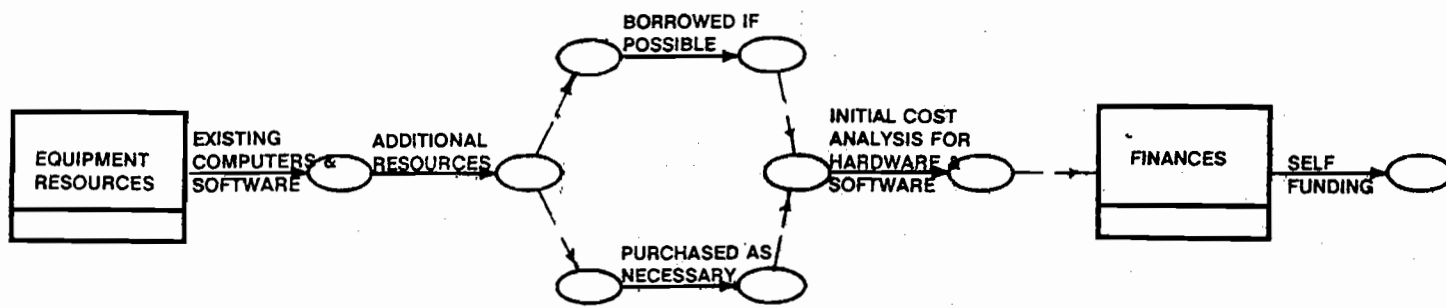 EQUIPMENT
RESOURCES
EXISTING
COMPUTERS &
SOFTWARE
ADDITIONAL
RESOURCES
BORROWED IF
POSSIBLE
PURCHASED AS
NECESSARY
INITIAL COST
ANALYSIS FOR
HARDWARE &
SOFTWARE
FINANCES
SELF
FUNDING